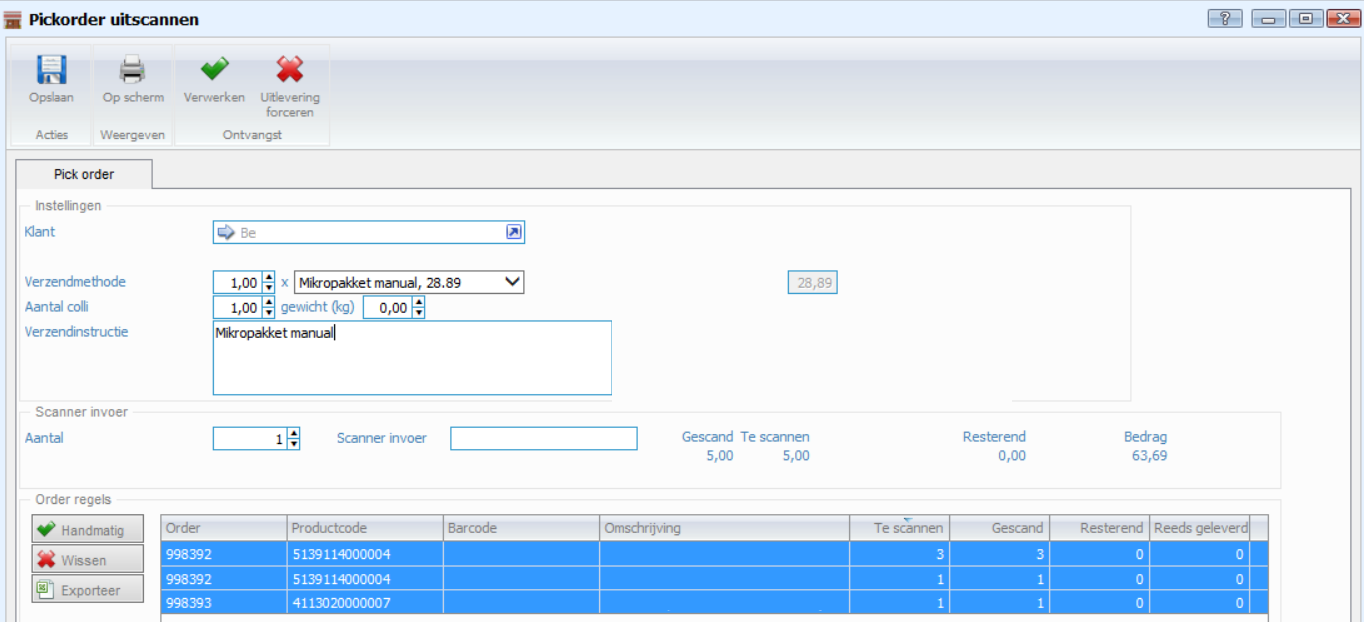 Pickorder uitscannen
?
Opslaan Op scherm Verwerken Uitlevering forceren
Acties Weergeven Ontvangst
Pick order
Instellingen
Klant Be
Verzendmethode 1,00 x Mikropakket manual, 28.89 28,89
Aantal colli 1,00 gewicht (kg) 0,00
Verzendinstructie Mikropakket manual
Scanner invoer
Aantal 1 Scanner invoer Gescand Te scannen Resterend Bedrag
5,00 5,00 0,00 63,69
Order regels
Handmatig
Wissen
Exporteer
Order Productcode Barcode Omschrijving Te scannen Gescand Resterend Reeds geleverd
998392 5139114000004 3 3 0 0
998392 5139114000004 1 1 0 0
998393 4113020000007 1 1 0 0